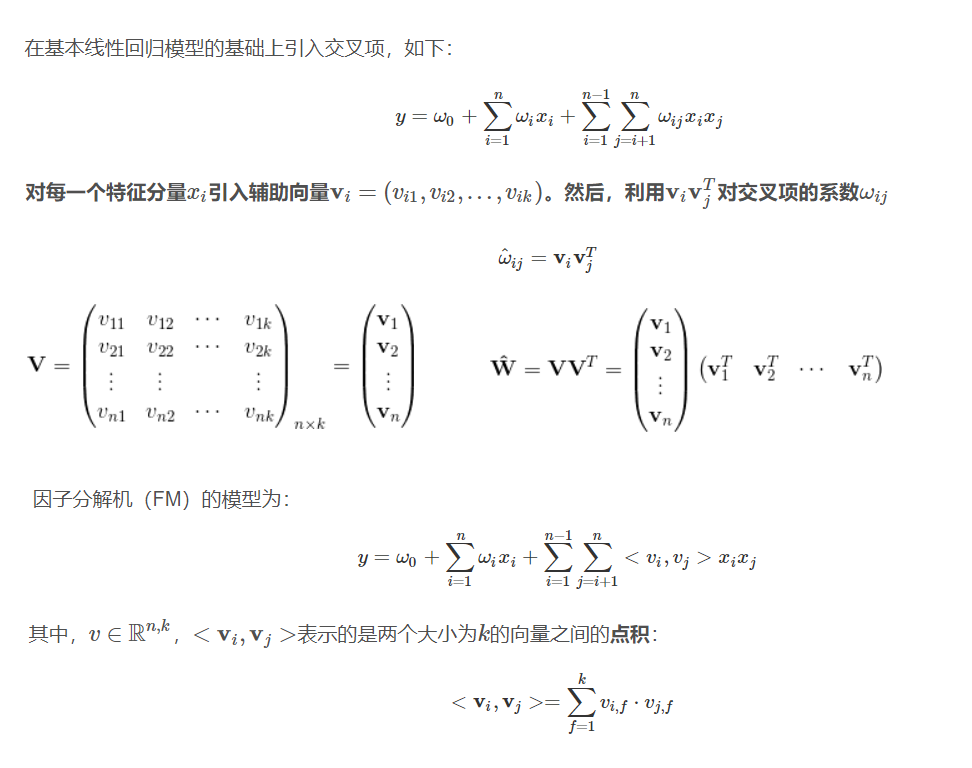 在基本线性回归模型的基础上引入交叉项，如下：
$y = \omega_0 + \sum_{i=1}^{n} \omega_i x_i + \sum_{i=1}^{n-1} \sum_{j=i+1}^{n} \omega_{ij} x_i x_j$
对每一个特征分量$x_i$引入辅助向量$\mathbf{v}_i = (v_{i1}, v_{i2}, \ldots, v_{ik})$。然后，利用$\mathbf{v}_i \mathbf{v}_j^T$对交叉项的系数$\omega_{ij}$
$\hat{\omega}_{ij} = \mathbf{v}_i \mathbf{v}_j^T$
$\mathbf{V} = \begin{pmatrix} v_{11} & v_{12} & \cdots & v_{1k} \\ v_{21} & v_{22} & \cdots & v_{2k} \\ \vdots & \vdots & & \vdots \\ v_{n1} & v_{n2} & \cdots & v_{nk} \end{pmatrix}_{n \times k} = \begin{pmatrix} \mathbf{v}_1 \\ \mathbf{v}_2 \\ \vdots \\ \mathbf{v}_n \end{pmatrix}$ $\hat{\mathbf{W}} = \mathbf{V}\mathbf{V}^T = \begin{pmatrix} \mathbf{v}_1 \\ \mathbf{v}_2 \\ \vdots \\ \mathbf{v}_n \end{pmatrix} \begin{pmatrix} \mathbf{v}_1^T & \mathbf{v}_2^T & \cdots & \mathbf{v}_n^T \end{pmatrix}$
因子分解机（FM）的模型为：
$y = \omega_0 + \sum_{i=1}^{n} \omega_i x_i + \sum_{i=1}^{n-1} \sum_{j=i+1}^{n} < v_i, v_j > x_i x_j$
其中，$v \in \mathbb{R}^{n,k}$，$< \mathbf{v}_i, \mathbf{v}_j >$表示的是两个大小为$k$的向量之间的点积：
$< \mathbf{v}_i, \mathbf{v}_j > = \sum_{f=1}^{k} v_{i,f} \cdot v_{j,f}$